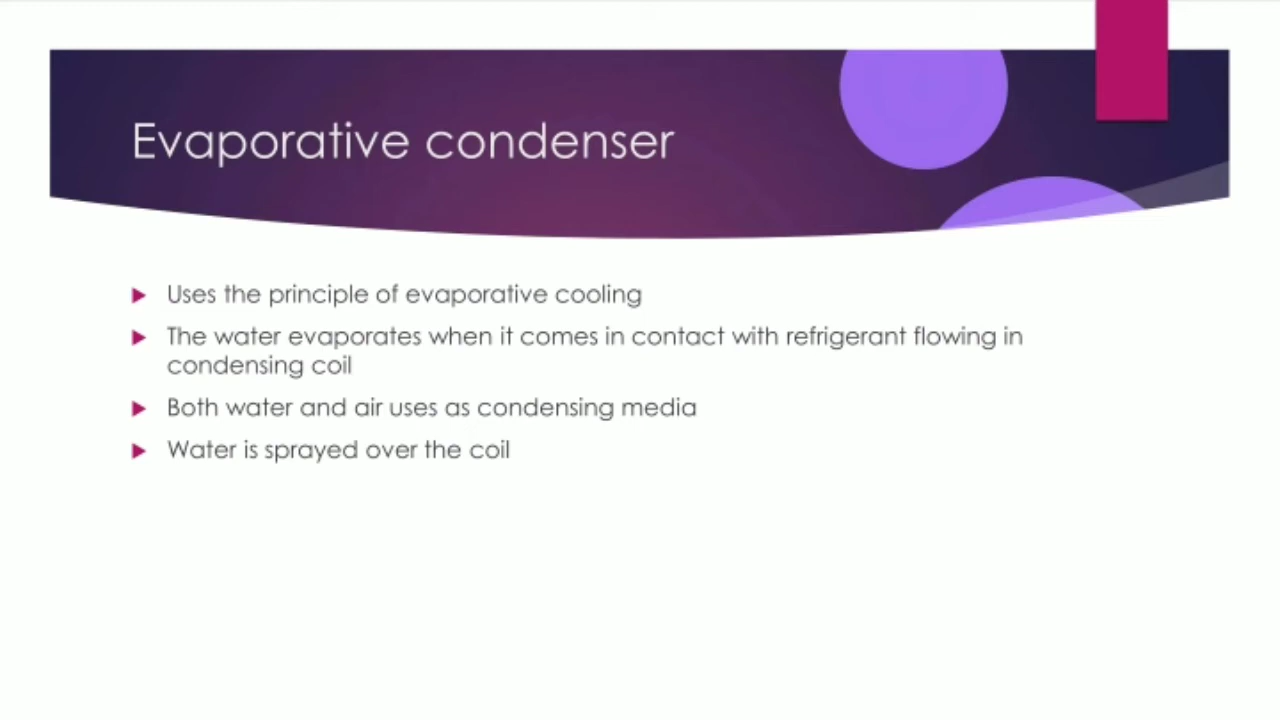 Evaporative condenser
Uses the principle of evaporative cooling
The water evaporates when it comes in contact with refrigerant flowing in
condensing coil
Both water and air uses as condensing media
Water is sprayed over the coil